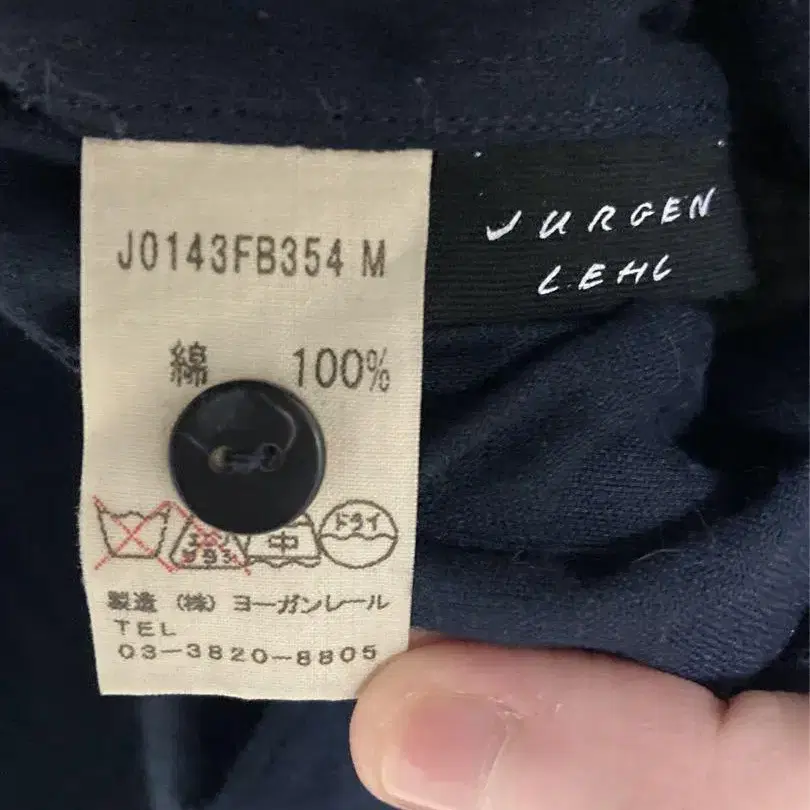 J0143FB354 M
綿 100%
中
ドライ
製造 (株) ヨーガンレール
TEL
03-3820-8805
JURGEN
LEHL